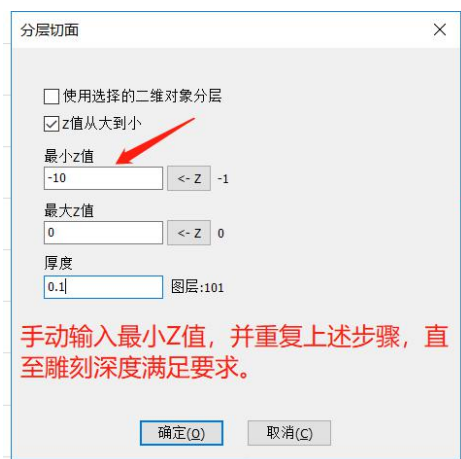 分层切面
使用选择的二维对象分层
Z值从大到小
最小Z值
-10 <- Z -1
最大Z值
0 <- Z 0
厚度
0.1 图层:101
手动输入最小Z值，并重复上述步骤，直
至雕刻深度满足要求。
确定(O) 取消(C)